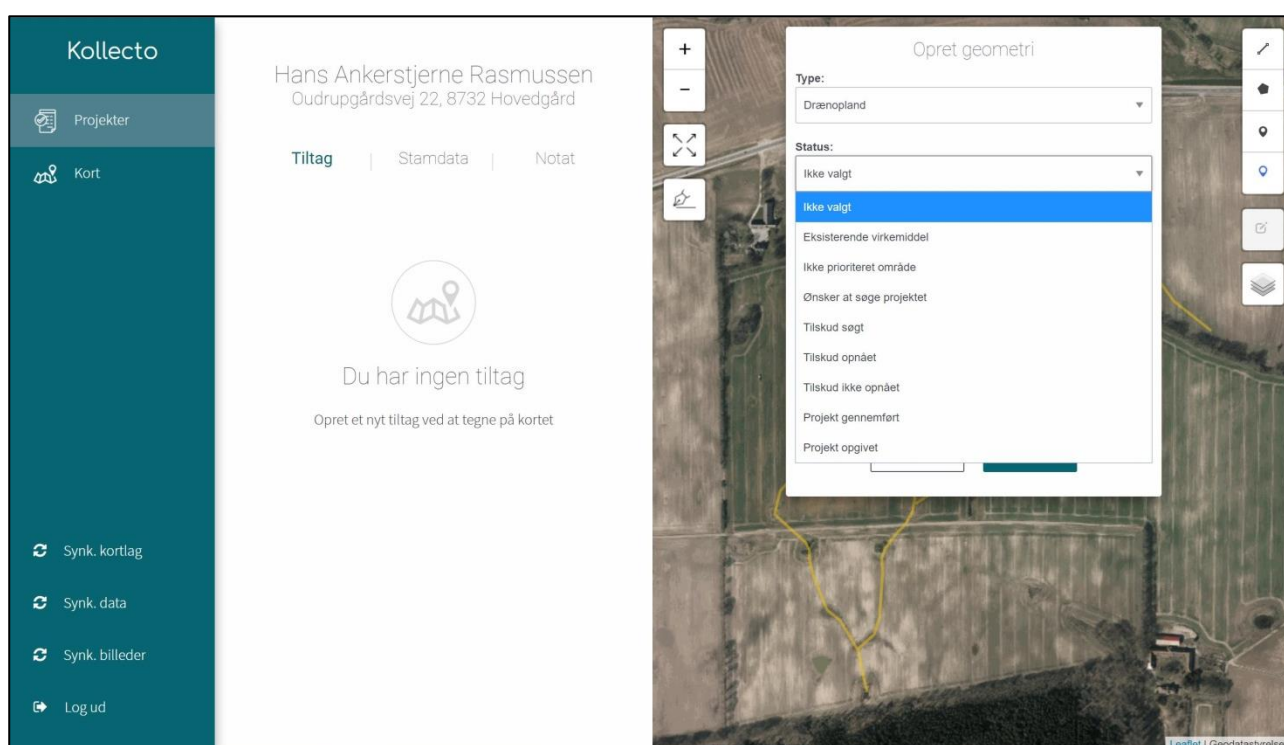 Kollecto
Projekter
Kort
Synk. kortlag
Synk. data
Synk. billeder
Log ud
Hans Ankerstjerne Rasmussen
Oudrupgårdsvej 22, 8732 Hovedgård
Tiltag | Stamdata | Notat
Du har ingen tiltag
Opret et nyt tiltag ved at tegne på kortet
+
−
Opret geometri
Type:
Drænopland
Status:
Ikke valgt
Ikke valgt
Eksisterende virkemiddel
Ikke prioriteret område
Ønsker at søge projektet
Tilskud søgt
Tilskud opnået
Tilskud ikke opnået
Projekt gennemført
Projekt opgivet
Leaflet | Geodatastyrelse